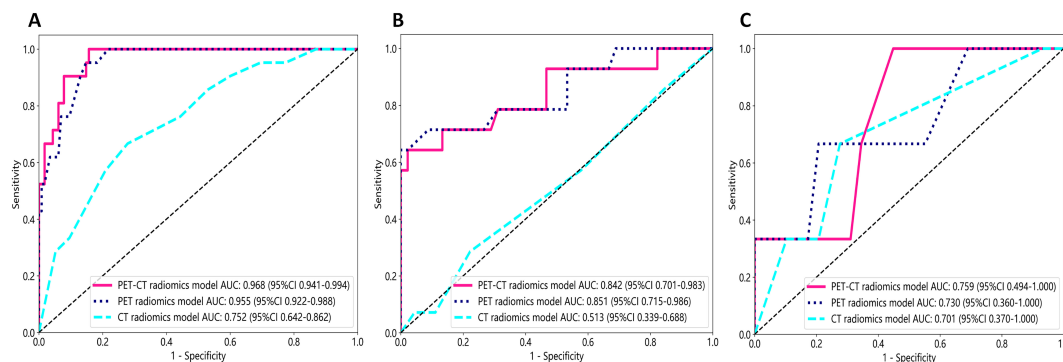 A
1.0
0.8
0.6
0.4
0.2
0.0
Sensitivity
PET-CT radiomics model AUC: 0.968 (95%CI 0.941-0.994)
PET radiomics model AUC: 0.955 (95%CI 0.922-0.988)
CT radiomics model AUC: 0.752 (95%CI 0.642-0.862)
0.0 0.2 0.4 0.6 0.8 1.0
1 - Specificity
B
1.0
0.8
0.6
0.4
0.2
0.0
Sensitivity
PET-CT radiomics model AUC: 0.842 (95%CI 0.701-0.983)
PET radiomics model AUC: 0.851 (95%CI 0.715-0.986)
CT radiomics model AUC: 0.513 (95%CI 0.339-0.688)
0.0 0.2 0.4 0.6 0.8 1.0
1 - Specificity
C
1.0
0.8
0.6
0.4
0.2
0.0
Sensitivity
PET-CT radiomics model AUC: 0.759 (95%CI 0.494-1.000)
PET radiomics model AUC: 0.730 (95%CI 0.360-1.000)
CT radiomics model AUC: 0.701 (95%CI 0.370-1.000)
0.0 0.2 0.4 0.6 0.8
1 - Specificity